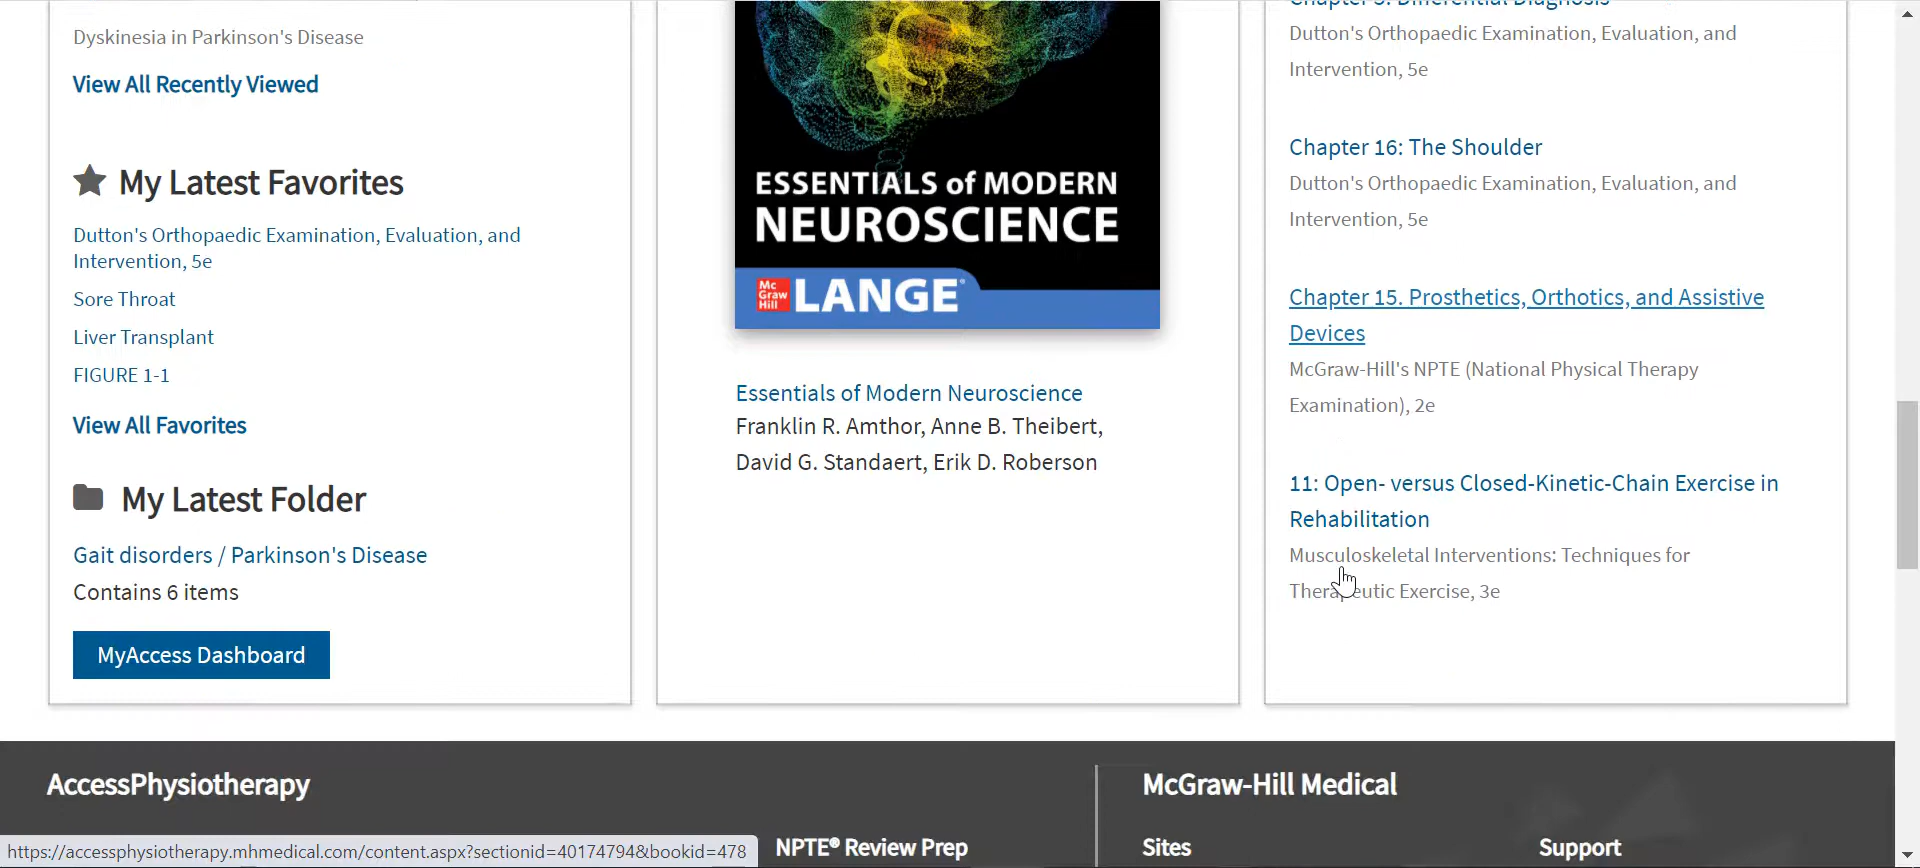 Dyskinesia in Parkinson's Disease
View All Recently Viewed
My Latest Favorites
Dutton's Orthopaedic Examination, Evaluation, and
Intervention, 5e
Sore Throat
Liver Transplant
FIGURE 1-1
View All Favorites
My Latest Folder
Gait disorders / Parkinson's Disease
Contains 6 items
MyAccess Dashboard
ESSENTIALS of MODERN
NEUROSCIENCE
Mc
Graw
Hill
LANGE®
Essentials of Modern Neuroscience
Franklin R. Amthor, Anne B. Theibert,
David G. Standaert, Erik D. Roberson
Chapter 5: Differential Diagnosis
Dutton's Orthopaedic Examination, Evaluation, and
Intervention, 5e
Chapter 16: The Shoulder
Dutton's Orthopaedic Examination, Evaluation, and
Intervention, 5e
Chapter 15. Prosthetics, Orthotics, and Assistive
Devices
McGraw-Hill's NPTE (National Physical Therapy
Examination), 2e
11: Open- versus Closed-Kinetic-Chain Exercise in
Rehabilitation
Musculoskeletal Interventions: Techniques for
Therapeutic Exercise, 3e
AccessPhysiotherapy
NPTE® Review Prep
McGraw-Hill Medical
Sites
Support
https://accessphysiotherapy.mhmedical.com/content.aspx?sectionid=40174794&bookid=478